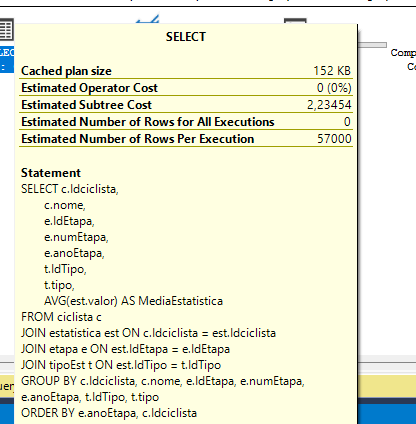 SELECT
Cached plan size 152 KB
Estimated Operator Cost 0 (0%)
Estimated Subtree Cost 2,23454
Estimated Number of Rows for All Executions 0
Estimated Number of Rows Per Execution 57000
Statement
SELECT c.Idciclista,
c.nome,
e.IdEtapa,
e.numEtapa,
e.anoEtapa,
t.IdTipo,
t.tipo,
AVG(est.valor) AS MediaEstatistica
FROM ciclista c
JOIN estatistica est ON c.Idciclista = est.Idciclista
JOIN etapa e ON est.IdEtapa = e.IdEtapa
JOIN tipoEst t ON est.IdTipo = t.IdTipo
GROUP BY c.Idciclista, c.nome, e.IdEtapa, e.numEtapa,
e.anoEtapa, t.IdTipo, t.tipo
ORDER BY e.anoEtapa, c.Idciclista